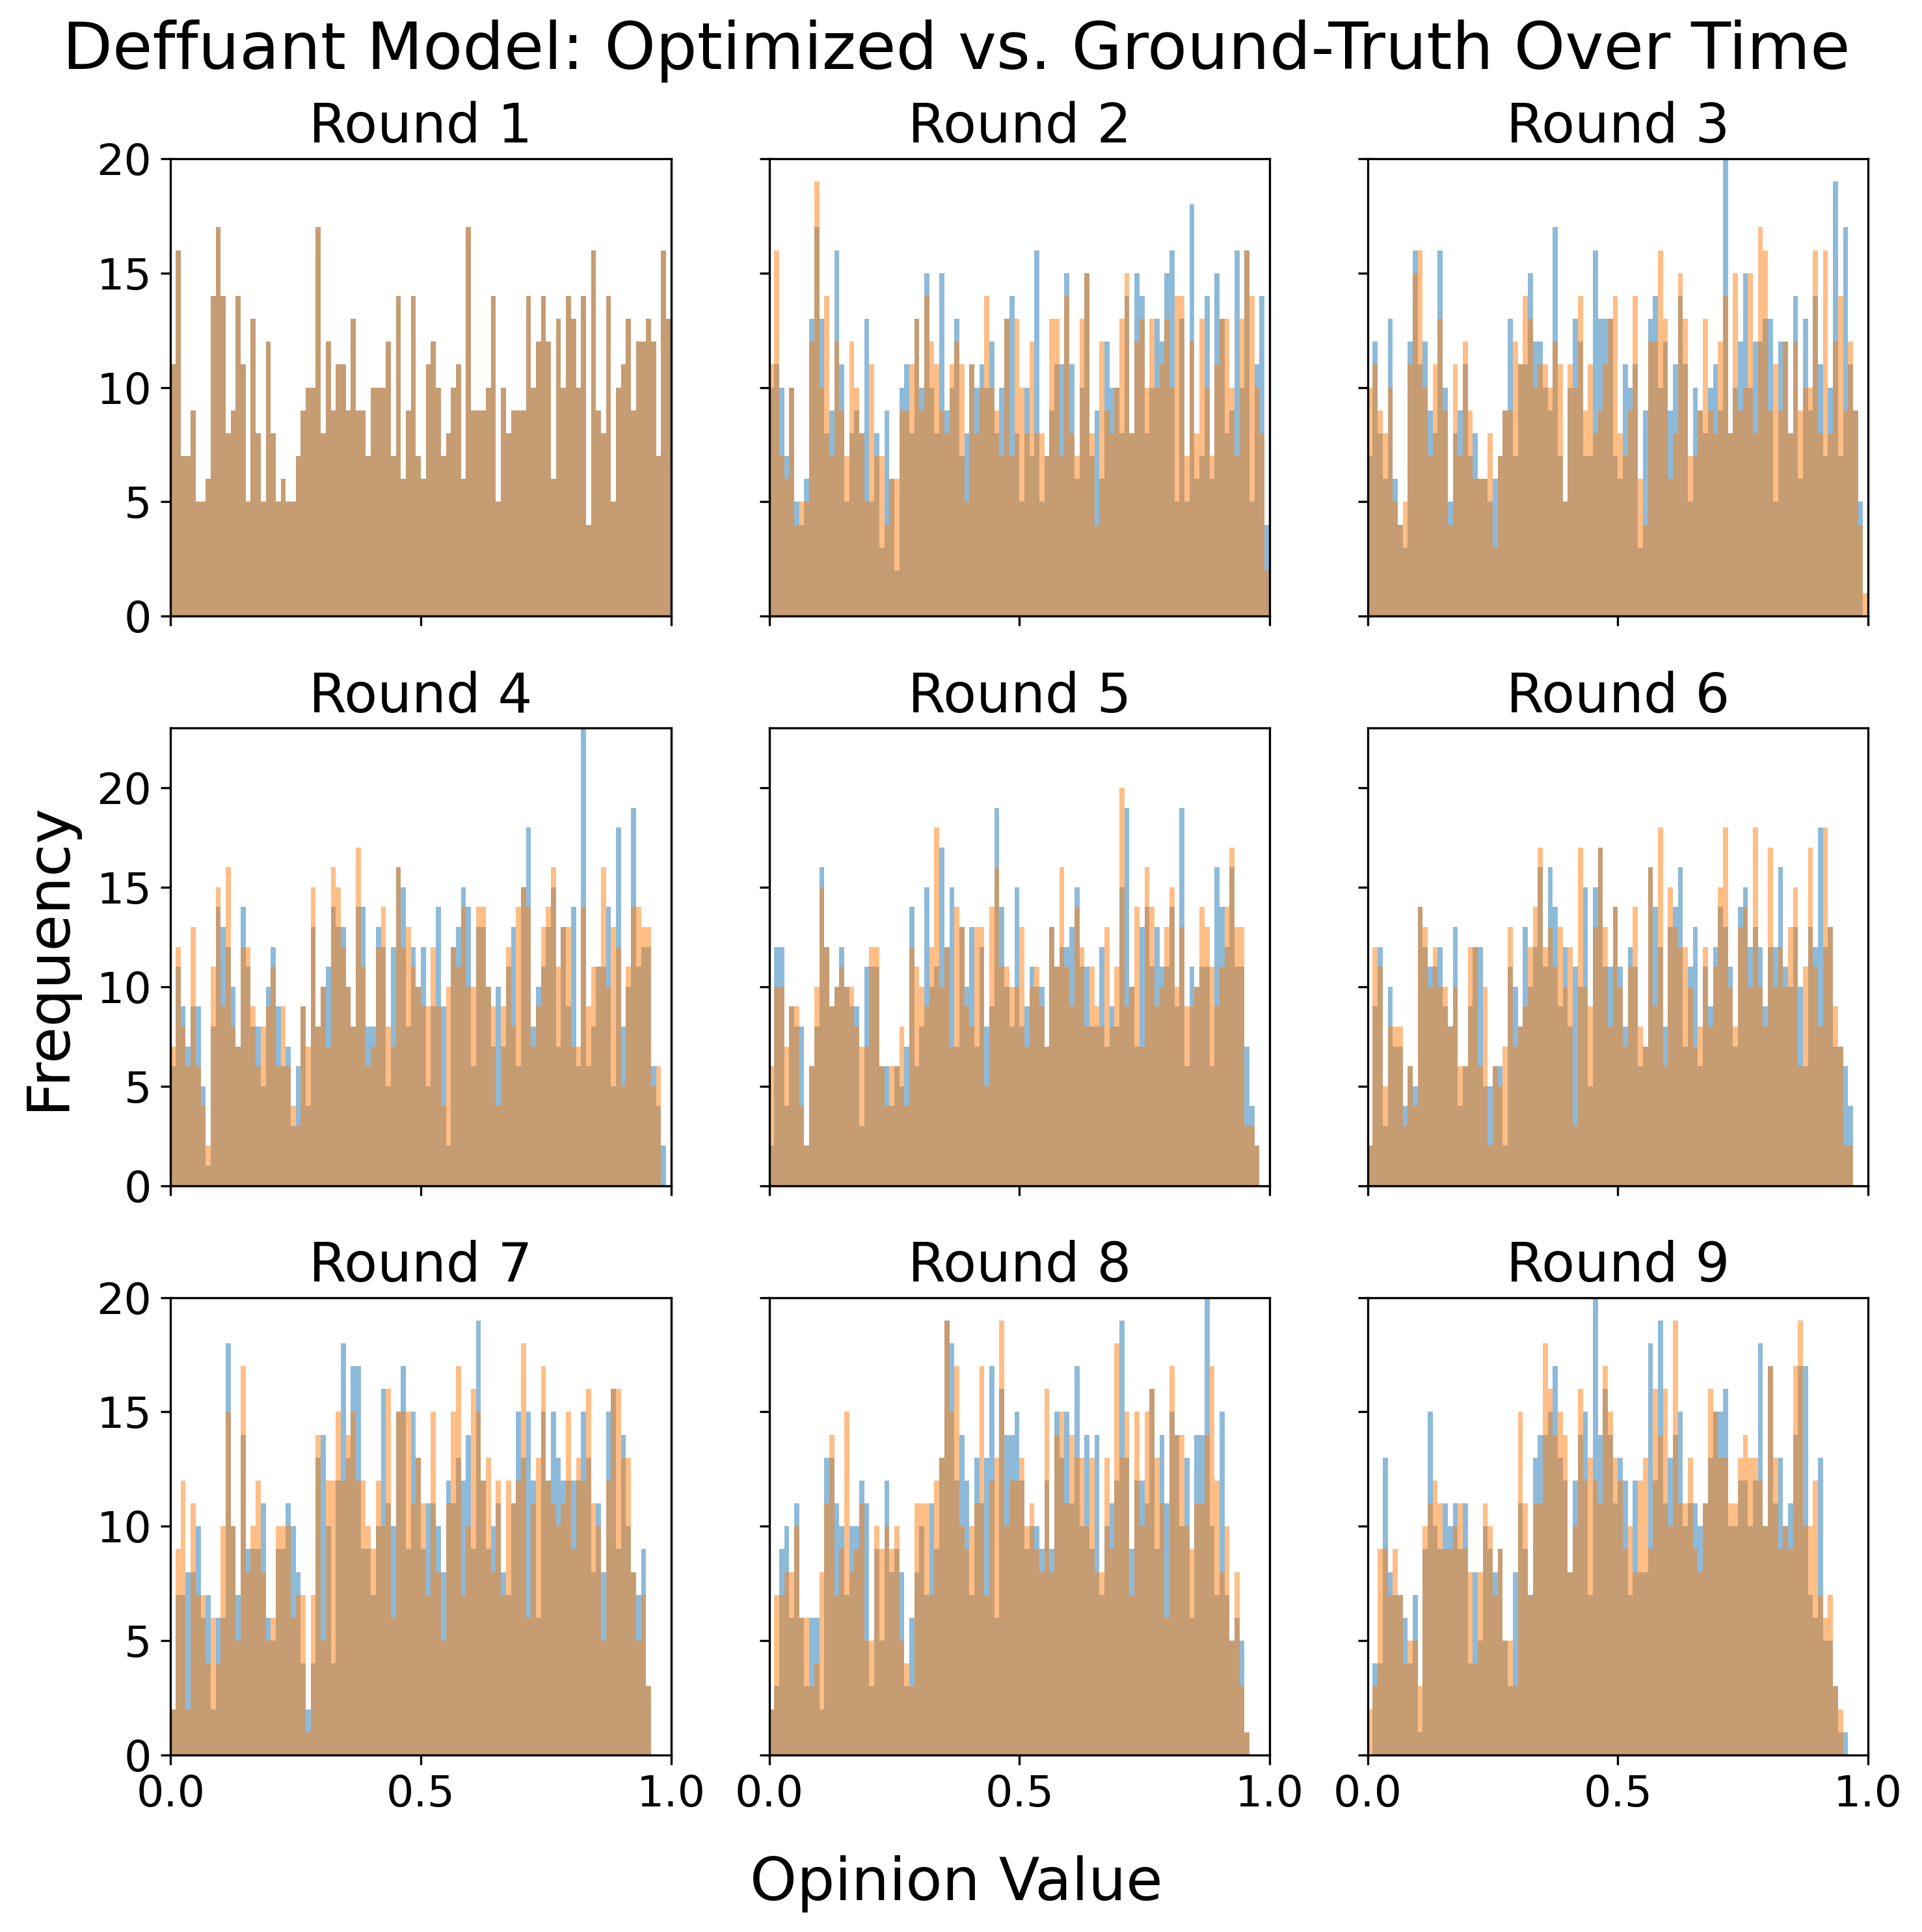 Deffuant Model: Optimized vs. Ground-Truth Over Time
Round 1
Round 2
Round 3
20
15
10
5
0
Round 4
Round 5
Round 6
20
15
10
5
0
Frequency
Round 7
Round 8
Round 9
20
15
10
5
0
0.0 0.5 1.0
0.0 0.5 1.0
0.0 0.5 1.0
Opinion Value